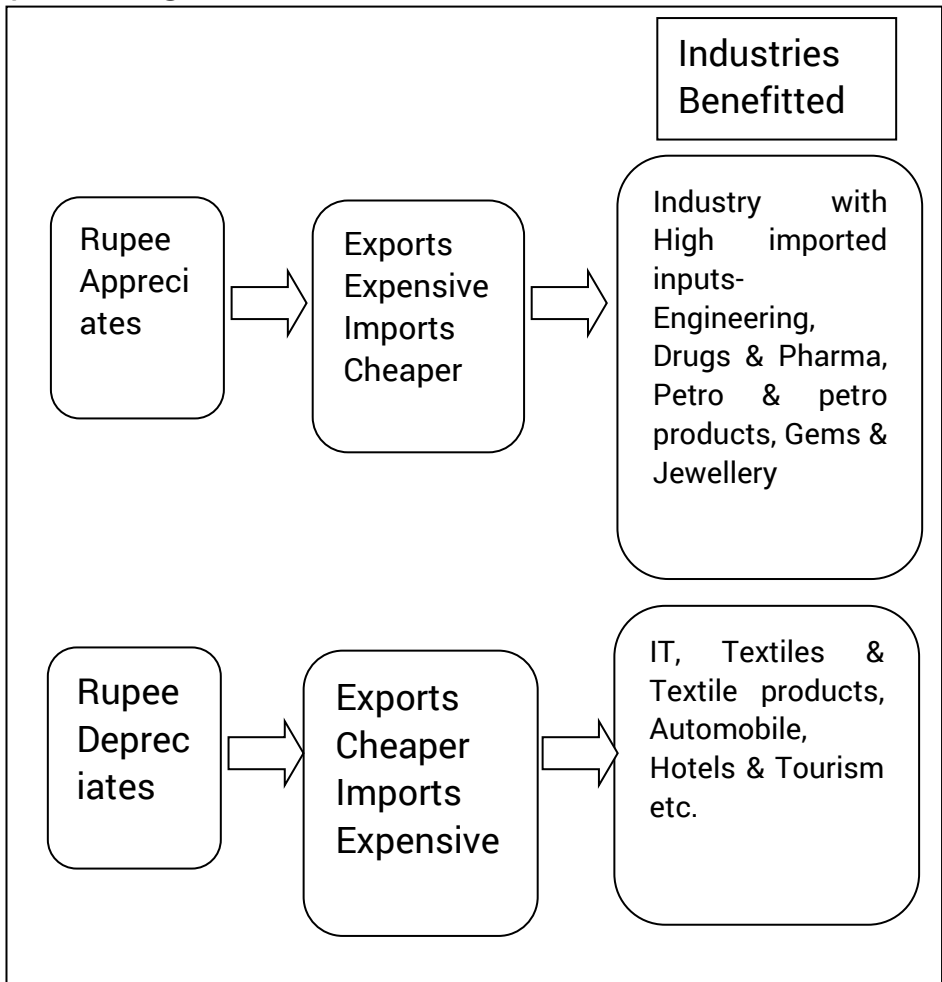 Industries
Benefitted
Rupee
Appreci
ates
Exports
Expensive
Imports
Cheaper
Industry with
High imported
inputs-
Engineering,
Drugs & Pharma,
Petro & petro
products, Gems &
Jewellery
Rupee
Deprec
iates
Exports
Cheaper
Imports
Expensive
IT, Textiles &
Textile products,
Automobile,
Hotels & Tourism
etc.